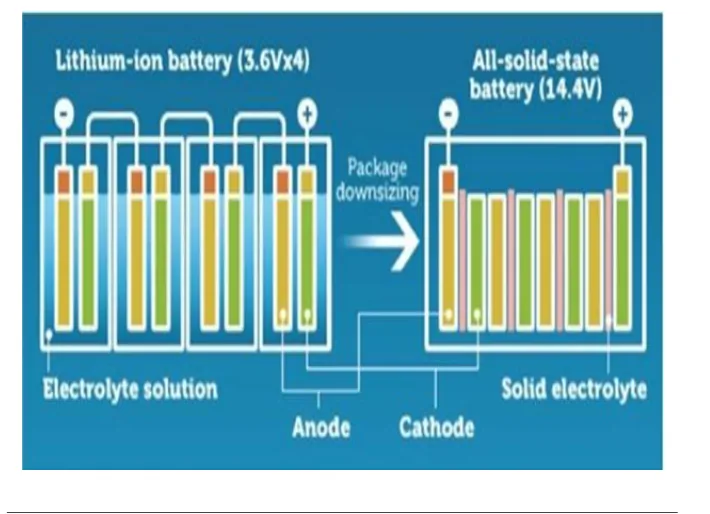 Lithium-ion battery (3.6Vx4)
All-solid-state
battery (14.4V)
-
+
-
+
Package
downsizing
Electrolyte solution
Solid electrolyte
Anode
Cathode